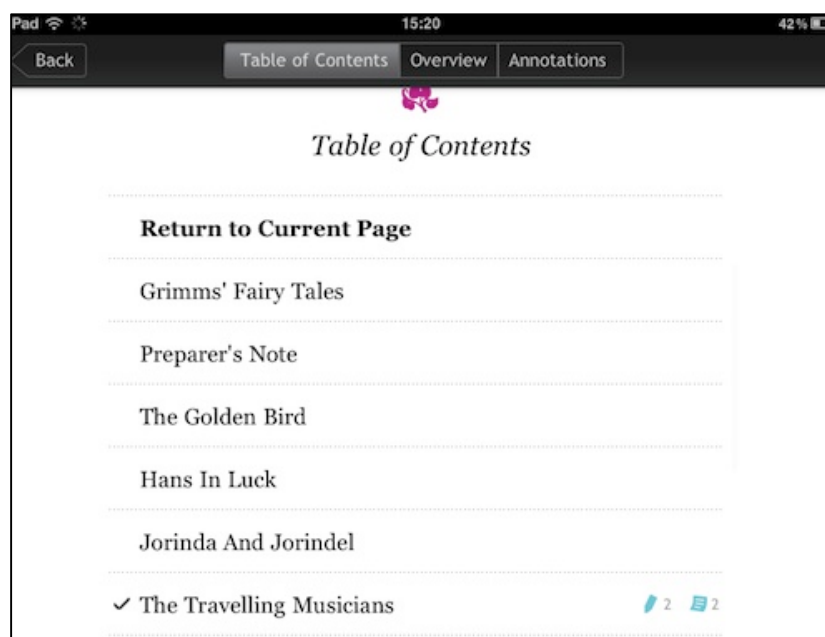 Pad 15:20 42%
Back Table of Contents Overview Annotations
Table of Contents
Return to Current Page
Grimms' Fairy Tales
Preparer's Note
The Golden Bird
Hans In Luck
Jorinda And Jorindel
The Travelling Musicians 2 2